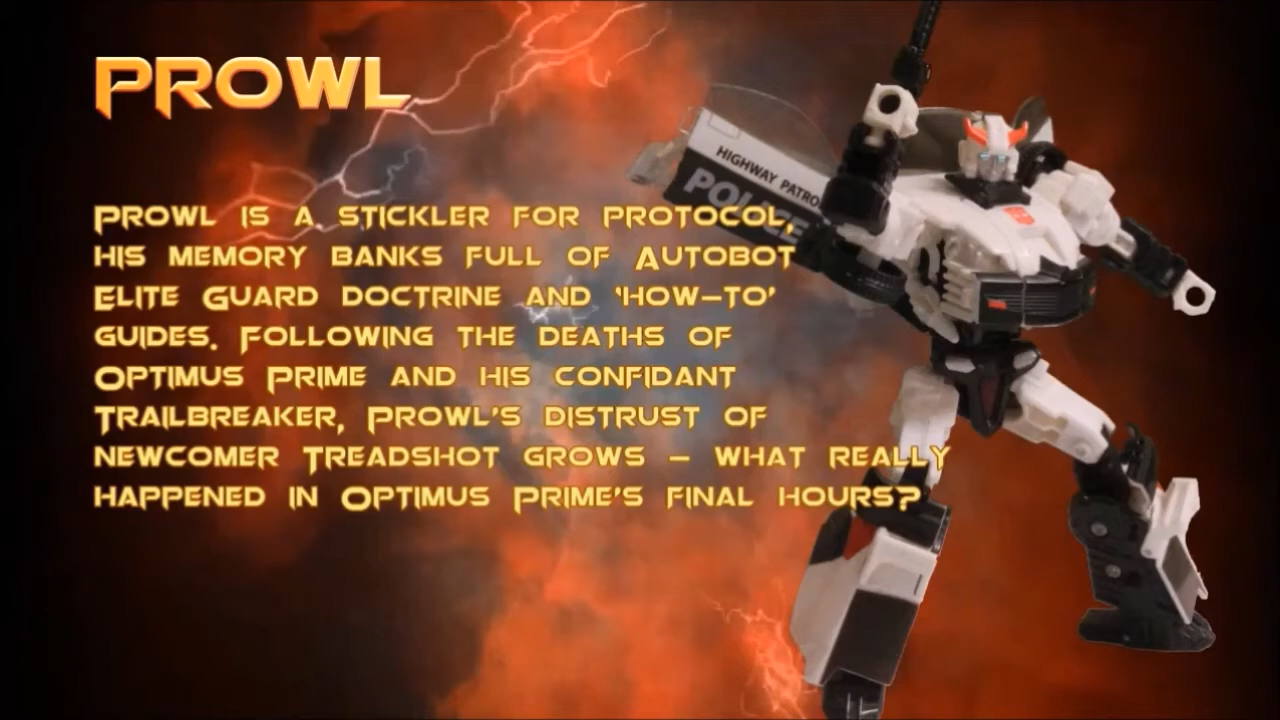 PROWL
Prowl is a stickler for protocol,
his memory banks full of Autobot
Elite Guard doctrine and 'how-to'
guides. Following the deaths of
Optimus Prime and his confidant
Trailbreaker, Prowl's distrust of
newcomer Treadshot grows – what really
happened in Optimus Prime's final hours?
HIGHWAY PATRO
POLICE